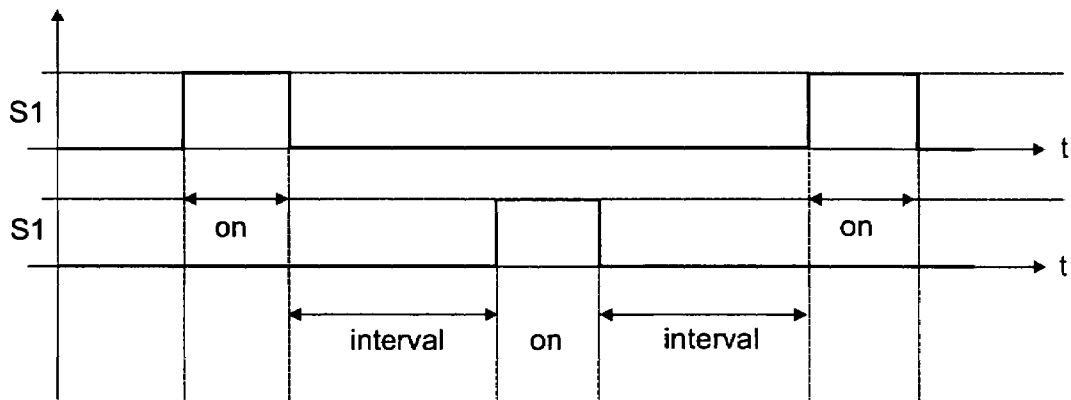 S1
t
on
on
S1
t
interval
on
interval